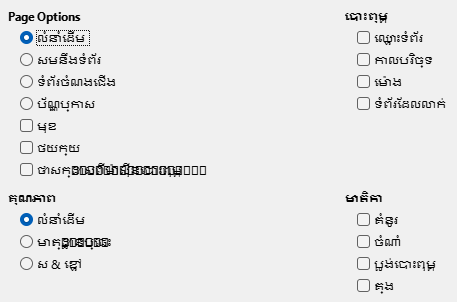 Page Options
លំនាំដើម
សមនឹងទំព័រ
ទំព័រចំណងជើង
ប័ណ្ណប្រកាស
មុខ
ថយក្យ
គុណភាព
លំនាំដើម
ស & ខ្មៅ
បោះពុម្ព
ឈ្មោះទំព័រ
កាលបរិច្ទ
ម៉ោង
ទំព័រដែលលាក់
មាតិកា
គំនូរ
ចំណាំ
ប្លង់បោះពុម្ព